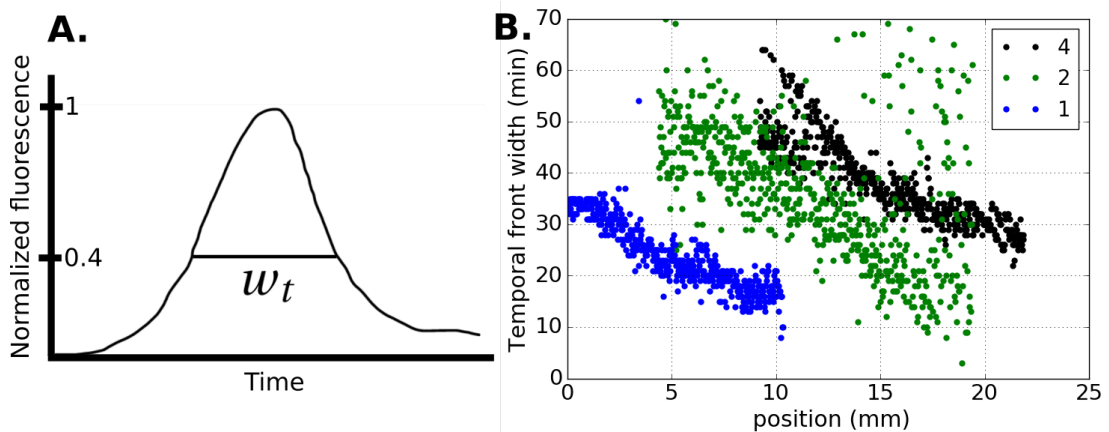 A.
Normalized fluorescence
1
0.4
w_t
Time
B.
Temporal front width (min)
70
60
50
40
30
20
10
0
4
2
1
0 5 10 15 20 25
position (mm)